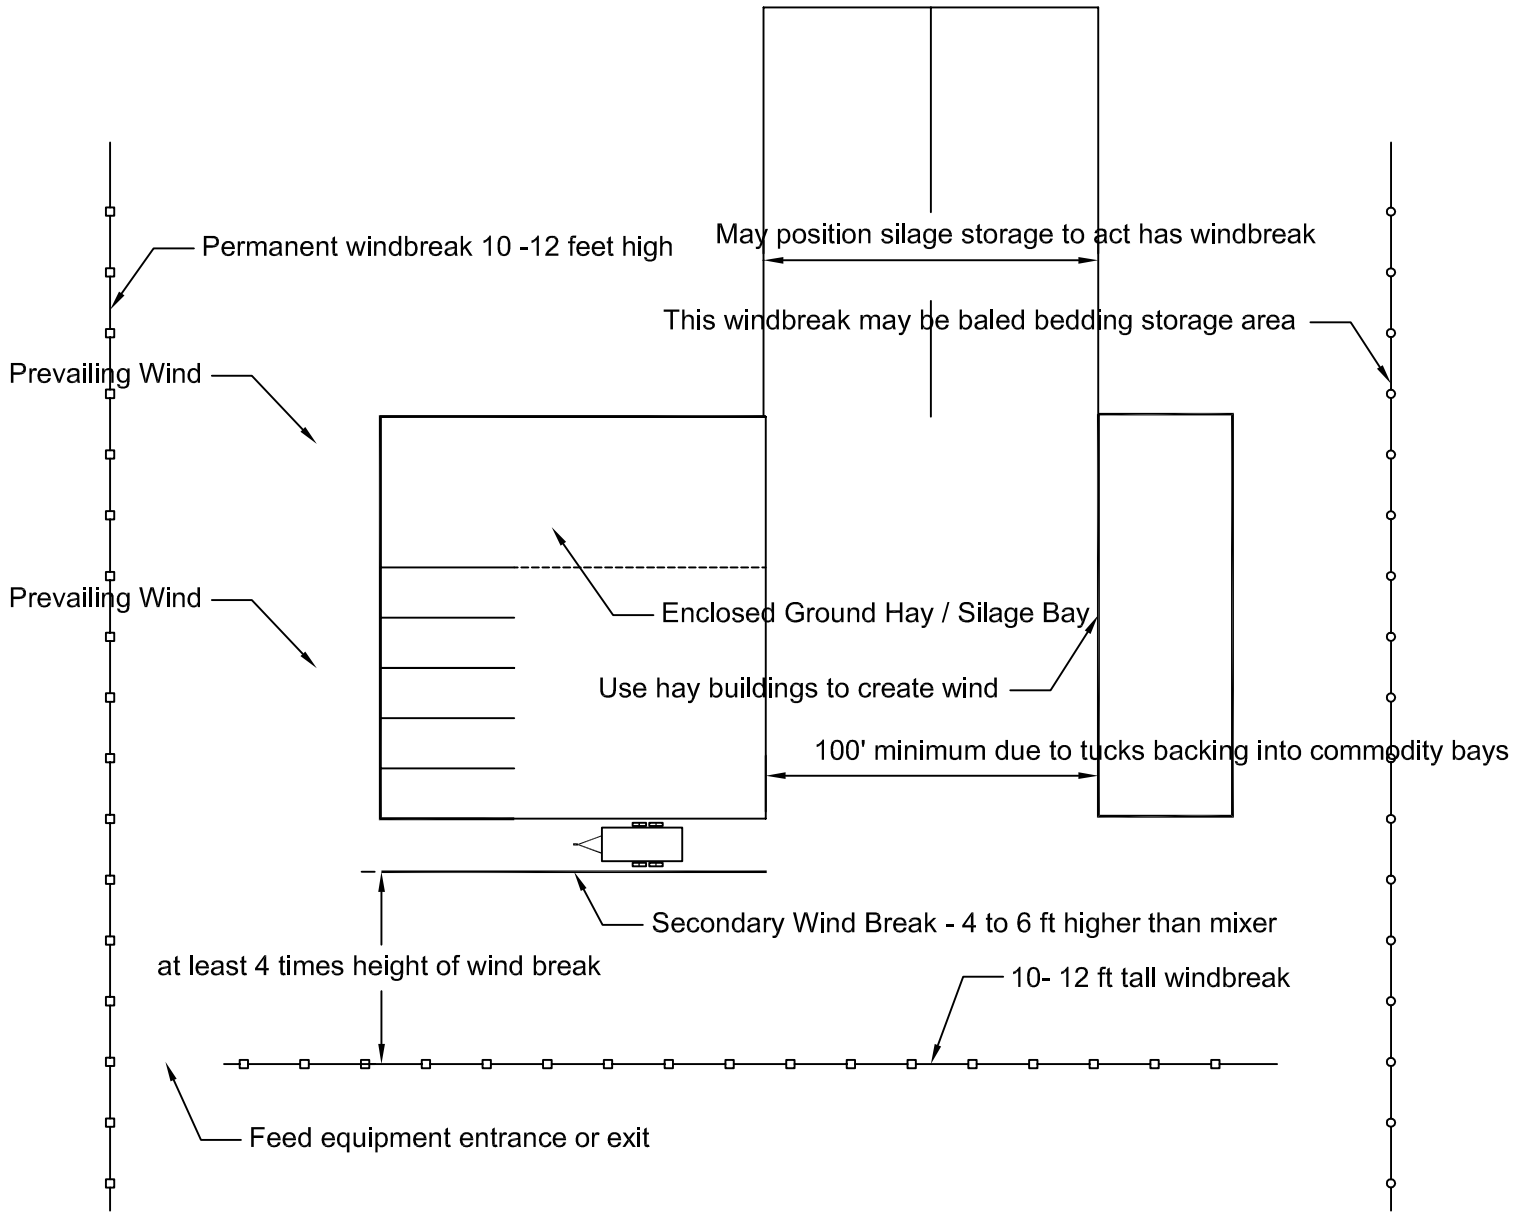 May position silage storage to act has windbreak
Permanent windbreak 10 -12 feet high
This windbreak may be baled bedding storage area
Prevailing Wind
Prevailing Wind
Enclosed Ground Hay / Silage Bay
Use hay buildings to create wind
100' minimum due to tucks backing into commodity bays
Secondary Wind Break - 4 to 6 ft higher than mixer
at least 4 times height of wind break
10- 12 ft tall windbreak
Feed equipment entrance or exit